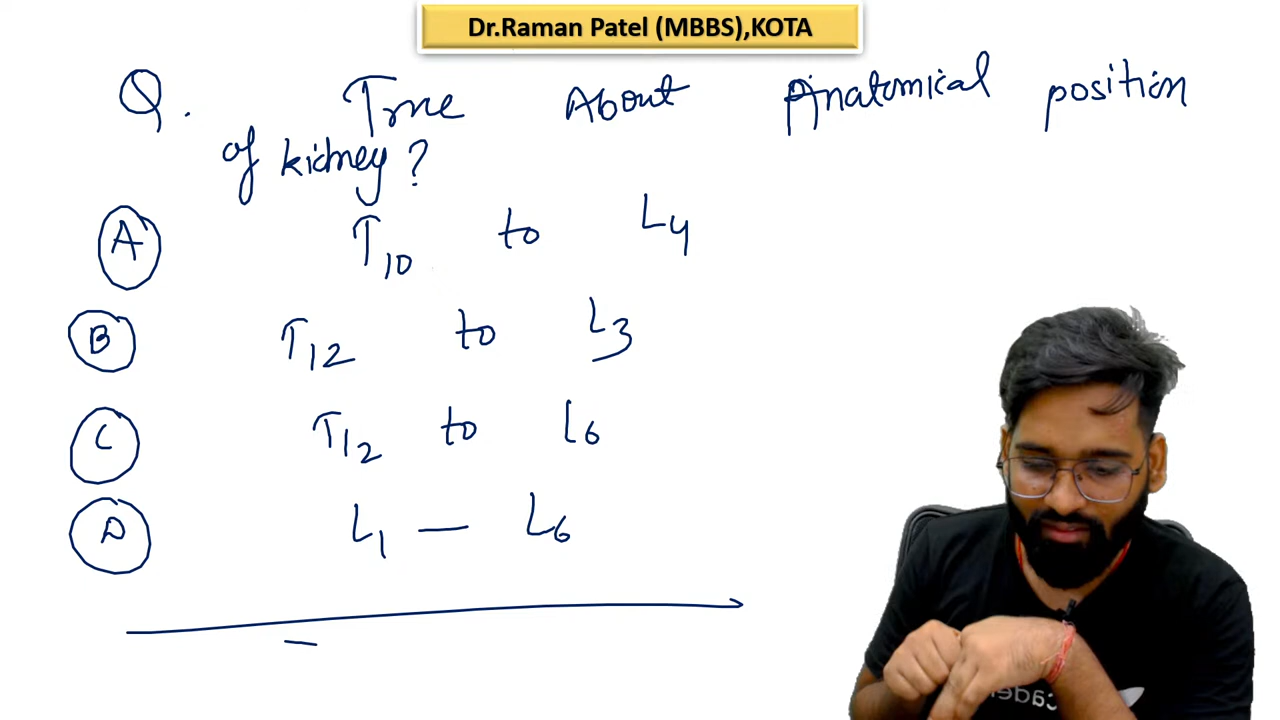 Dr.Raman Patel (MBBS),KOTA
Q. True About Anatomical position
of kidney?
A T10 to L4
B T12 to L3
C T12 to L6
D L1 — L6